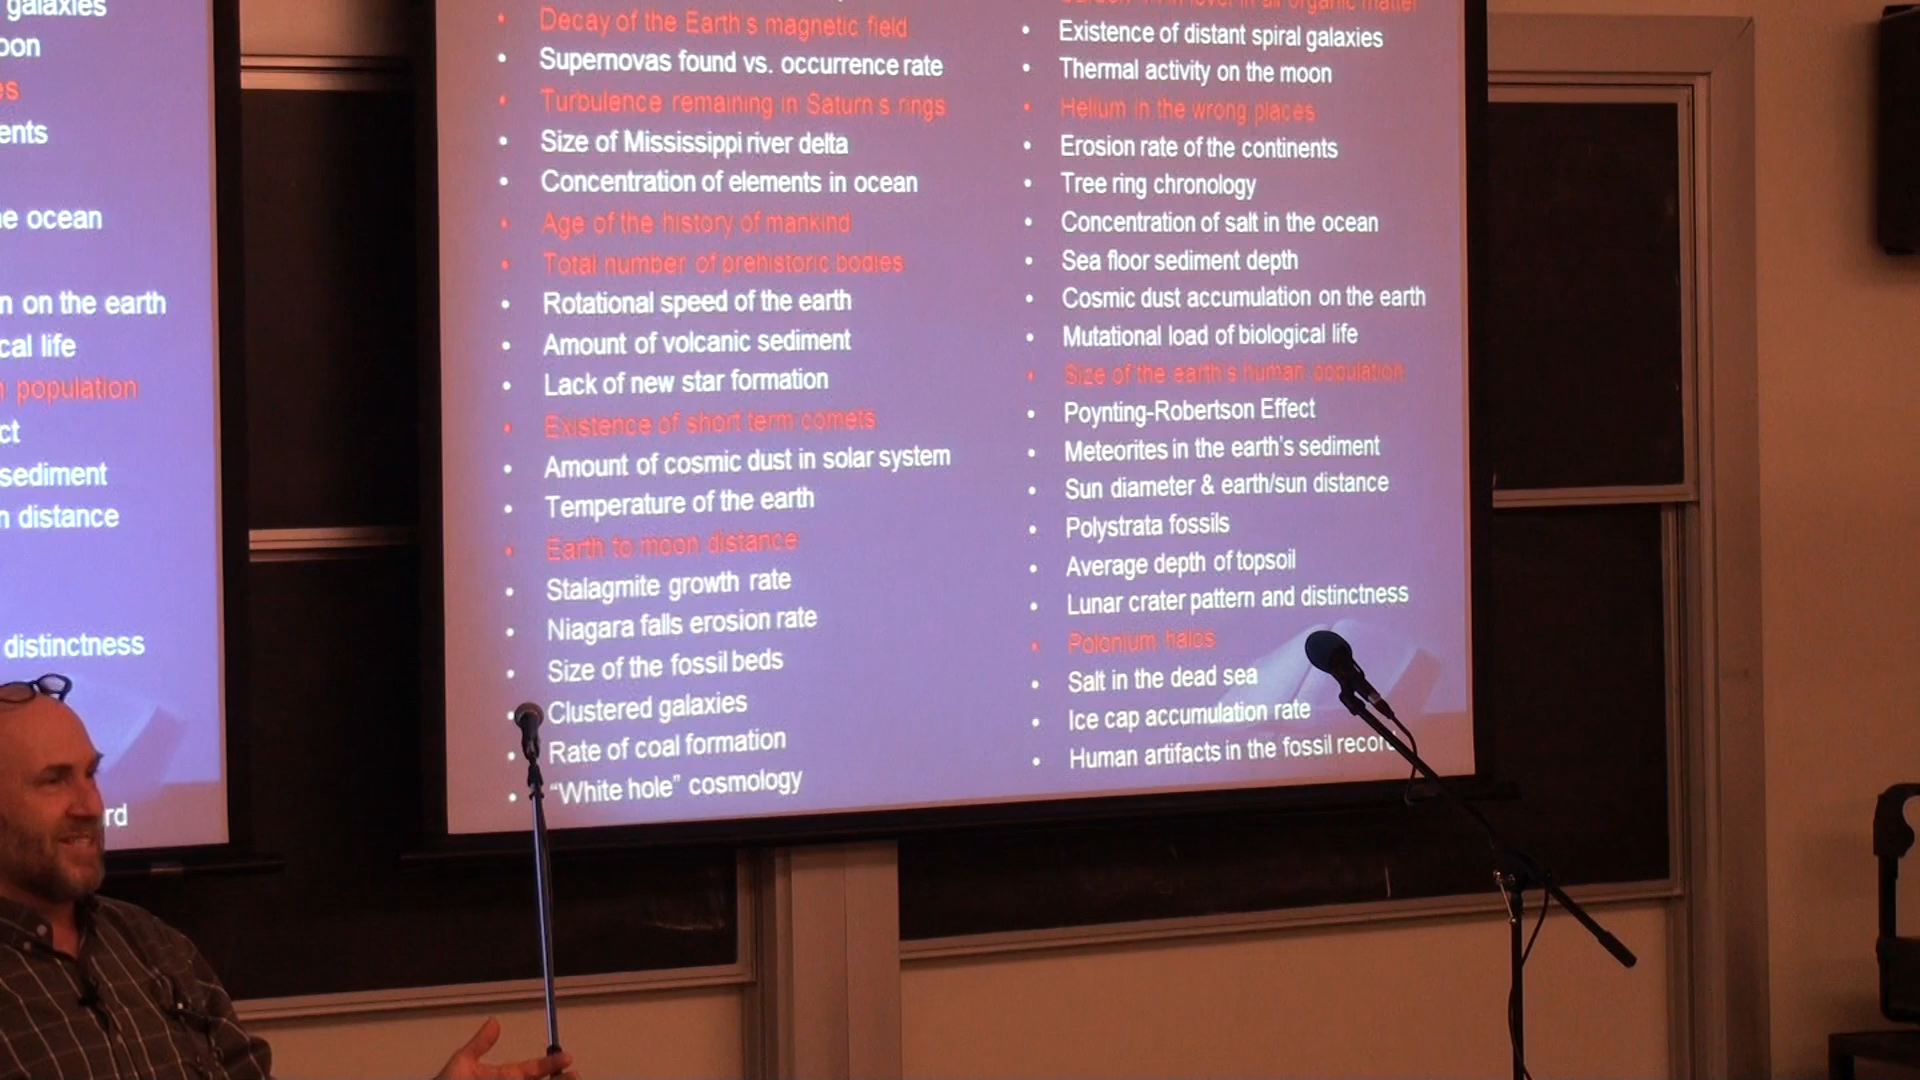 galaxies
oon
es
ents
e ocean
n on the earth
cal life
n population
ct
sediment
n distance
distinctness
rd
• Decay of the Earth's magnetic field
• Supernovas found vs. occurrence rate
• Turbulence remaining in Saturn's rings
• Size of Mississippi river delta
• Concentration of elements in ocean
• Age of the history of mankind
• Total number of prehistoric bodies
• Rotational speed of the earth
• Amount of volcanic sediment
• Lack of new star formation
• Existence of short term comets
• Amount of cosmic dust in solar system
• Temperature of the earth
• Earth to moon distance
• Stalagmite growth rate
• Niagara falls erosion rate
• Size of the fossil beds
• Clustered galaxies
• Rate of coal formation
• “White hole” cosmology
level in all organic matter
• Existence of distant spiral galaxies
• Thermal activity on the moon
• Helium in the wrong places
• Erosion rate of the continents
• Tree ring chronology
• Concentration of salt in the ocean
• Sea floor sediment depth
• Cosmic dust accumulation on the earth
• Mutational load of biological life
• Size of the earth's human population
• Poynting-Robertson Effect
• Meteorites in the earth's sediment
• Sun diameter & earth/sun distance
• Polystrata fossils
• Average depth of topsoil
• Lunar crater pattern and distinctness
• Polonium halos
• Salt in the dead sea
• Ice cap accumulation rate
• Human artifacts in the fossil record